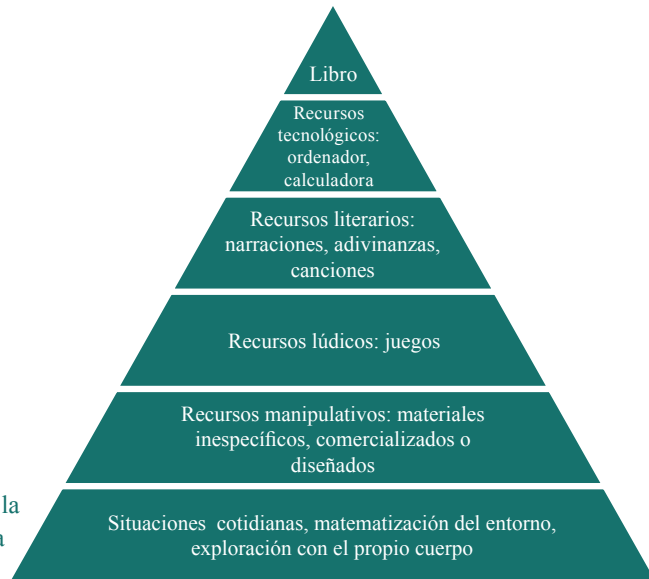 Libro
Recursos
tecnológicos:
ordenador,
calculadora
Recursos literarios:
narraciones, adivinanzas,
canciones
Recursos lúdicos: juegos
Recursos manipulativos: materiales
inespecíficos, comercializados o
diseñados
la
a
Situaciones  cotidianas, matematización del entorno,
exploración con el propio cuerpo